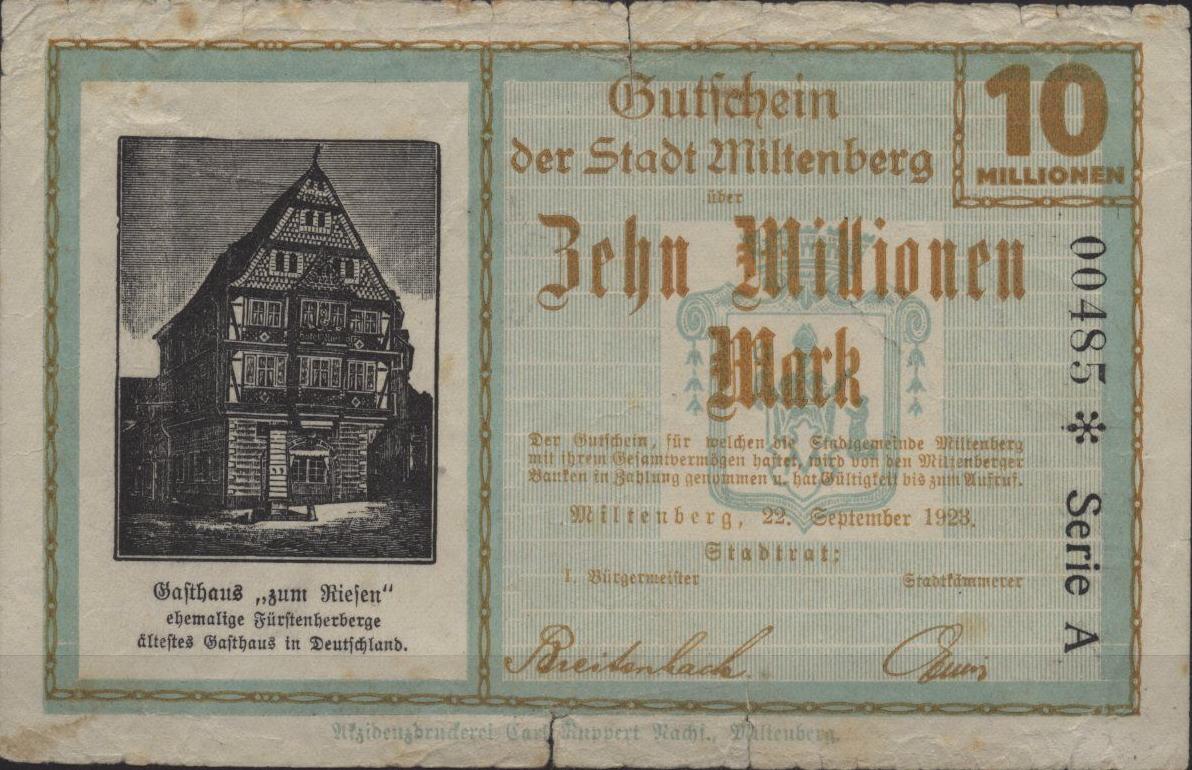 Gutschein
der Stadt Miltenberg
über
Zehn Millionen
Mark
10
MILLIONEN
Der Gutschein, für welchen die Stadtgemeinde Miltenberg
mit ihrem Gesamtvermögen haftet, wird von den Miltenberger
Banken in Zahlung genommen u. hat Gültigkeit bis zum Aufruf.
Miltenberg, 22. September 1923.
Stadtrat:
I. Bürgermeister Stadtkämmerer
Breitenbach
00485 * Serie A
Gasthaus „zum Riesen“
ehemalige Fürstenherberge
ältestes Gasthaus in Deutschland.
Akzidenzdruckerei Carl Ruppert Nachf., Miltenberg.